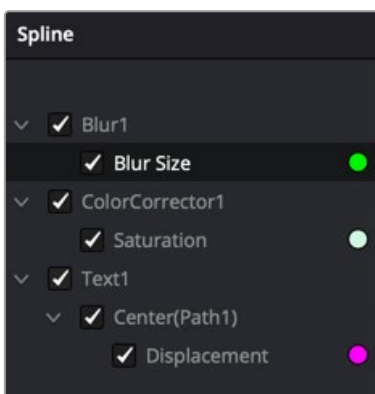 Spline
Blur1
Blur Size
ColorCorrector1
Saturation
Text1
Center(Path1)
Displacement